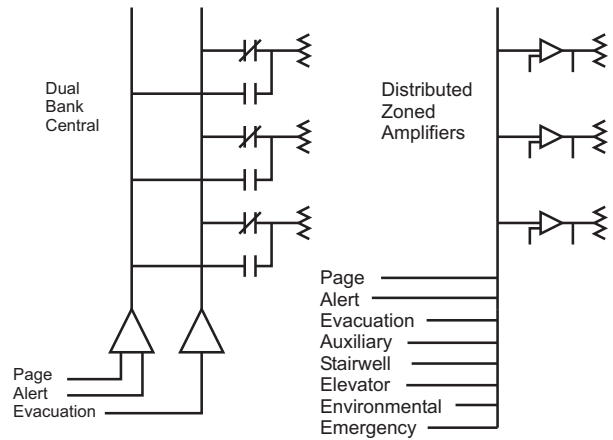 Dual
Bank
Central
Page
Alert
Evacuation
Distributed
Zoned
Amplifiers
Page
Alert
Evacuation
Auxiliary
Stairwell
Elevator
Environmental
Emergency